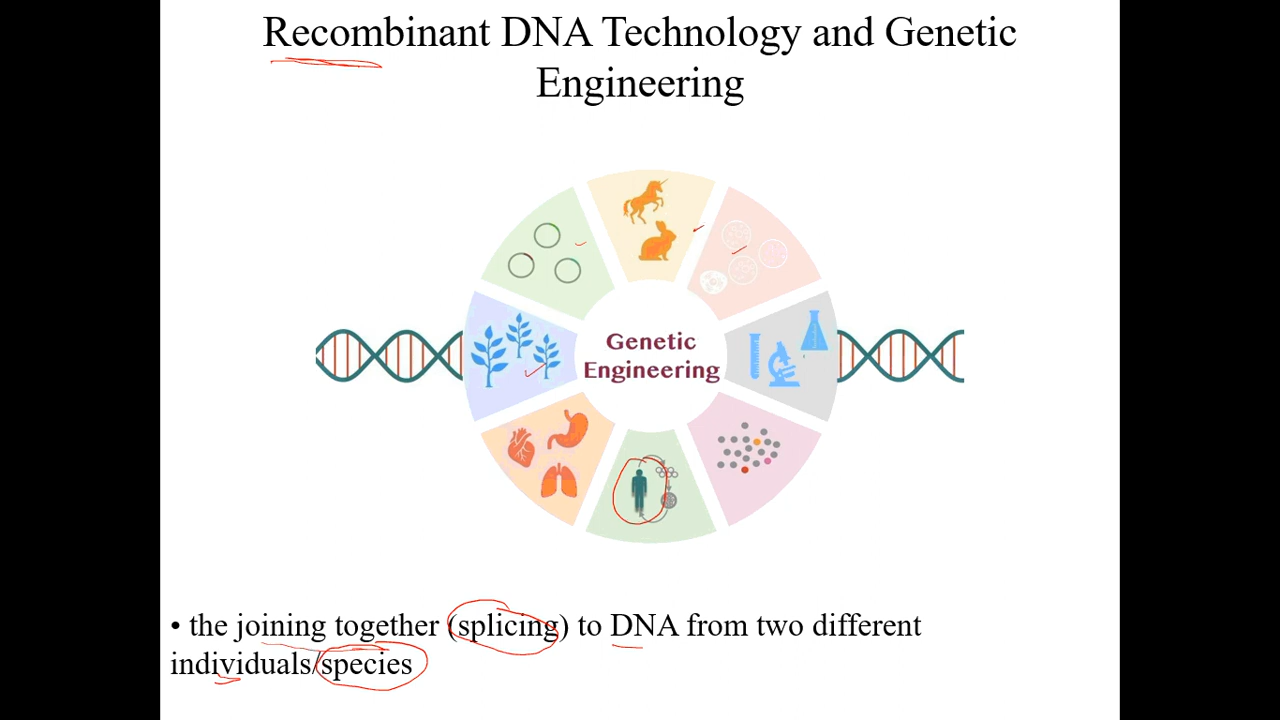 Recombinant DNA Technology and Genetic
Engineering
Genetic
Engineering
• the joining together (splicing) to DNA from two different
individuals/species